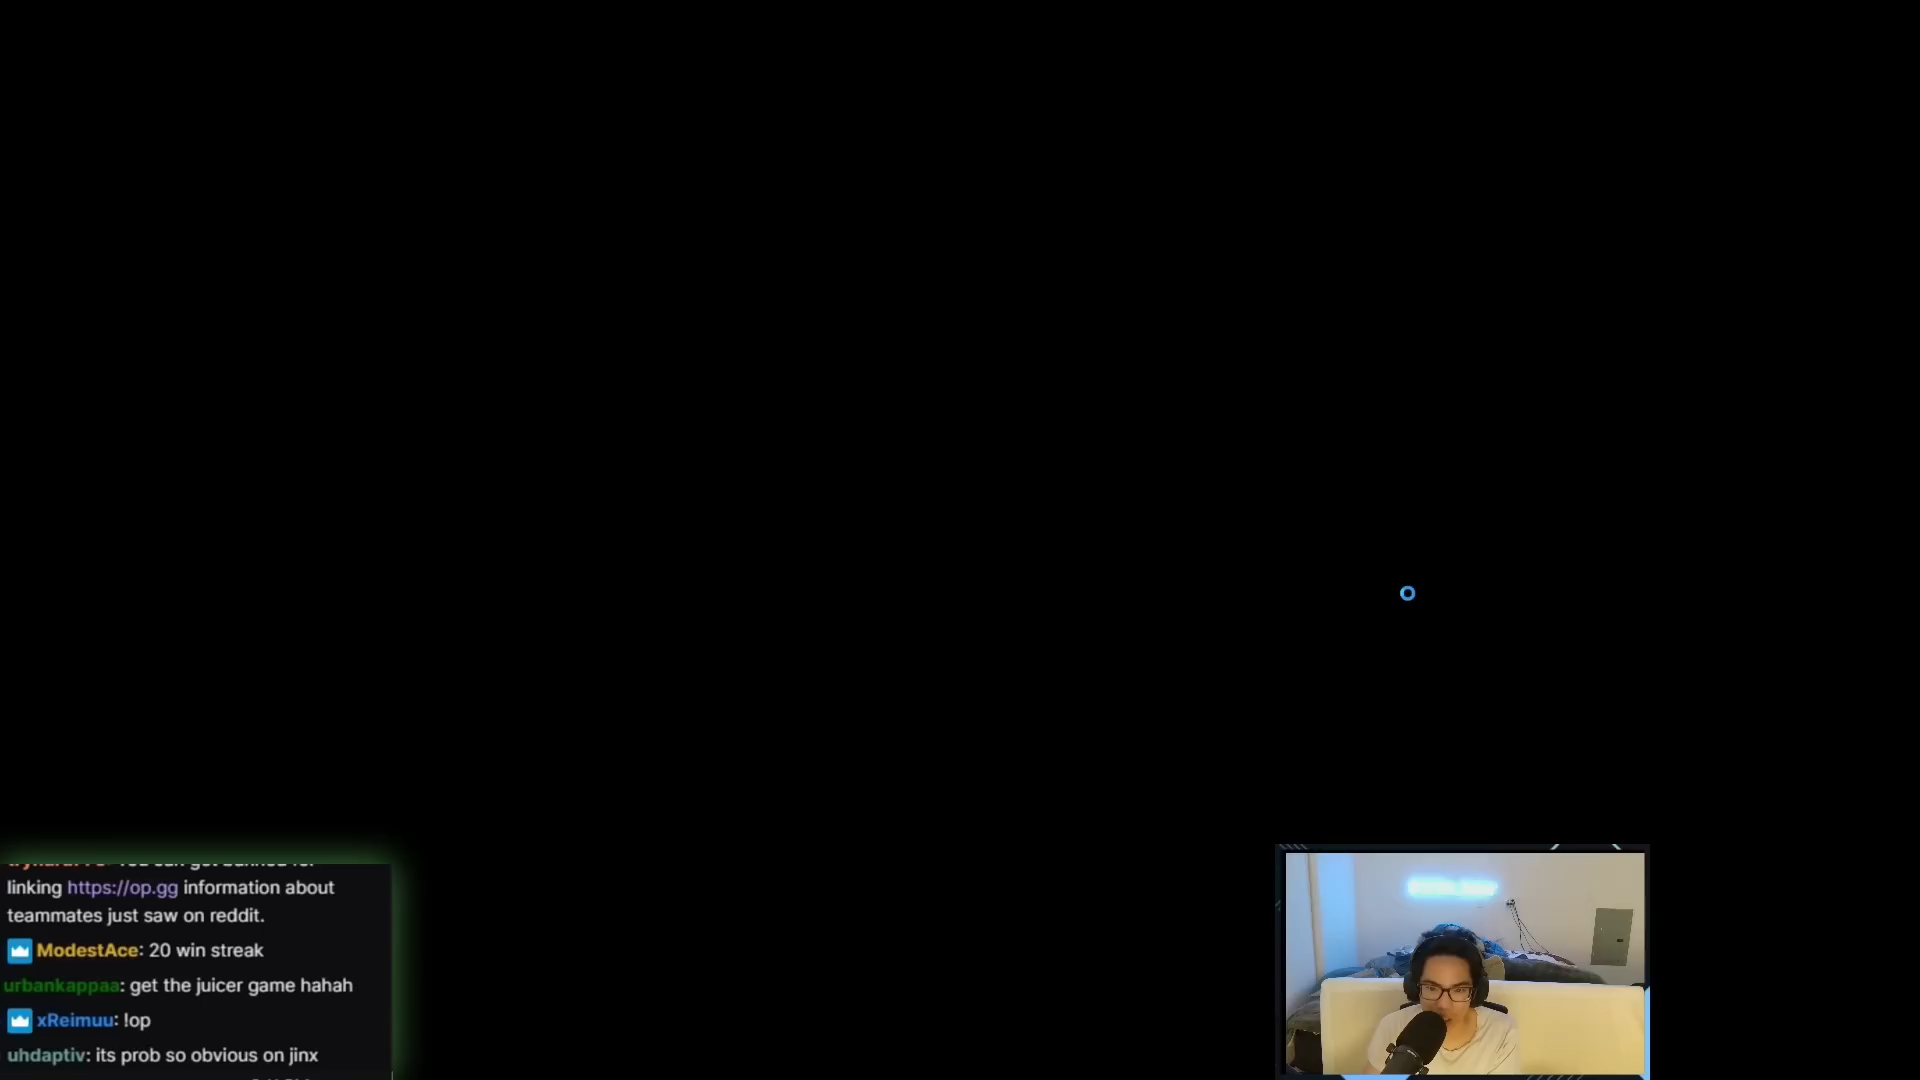 linking https://op.gg information about
teammates just saw on reddit.
ModestAce: 20 win streak
urbankappaa: get the juicer game hahah
xReimuu: !op
uhdaptiv: its prob so obvious on jinx